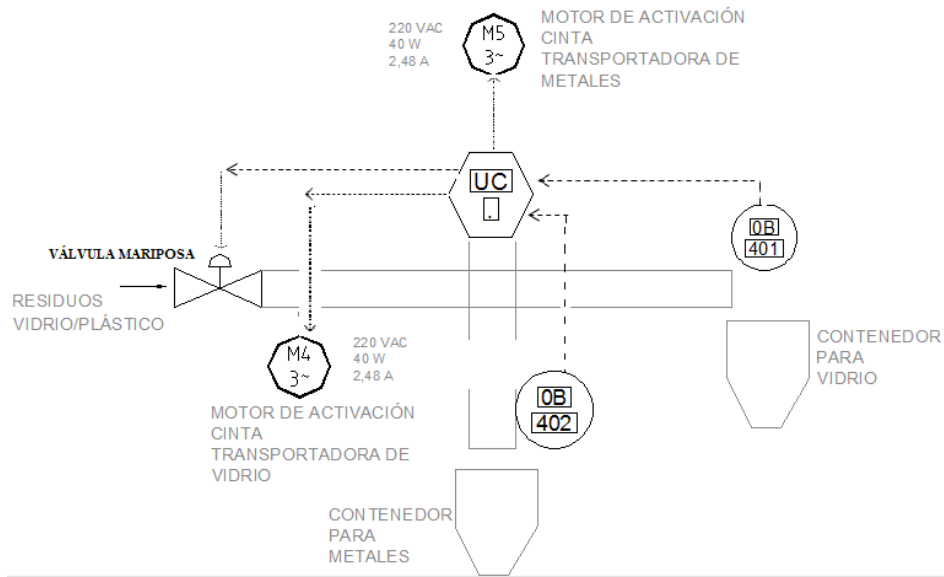 220 VAC
40 W
2,48 A
M5
3~
MOTOR DE ACTIVACIÓN
CINTA
TRANSPORTADORA DE
METALES
UC
.
0B
401
VÁLVULA MARIPOSA
RESIDUOS
VIDRIO/PLÁSTICO
M4
3~
220 VAC
40 W
2,48 A
MOTOR DE ACTIVACIÓN
CINTA
TRANSPORTADORA DE
VIDRIO
0B
402
CONTENEDOR
PARA
VIDRIO
CONTENEDOR
PARA
METALES